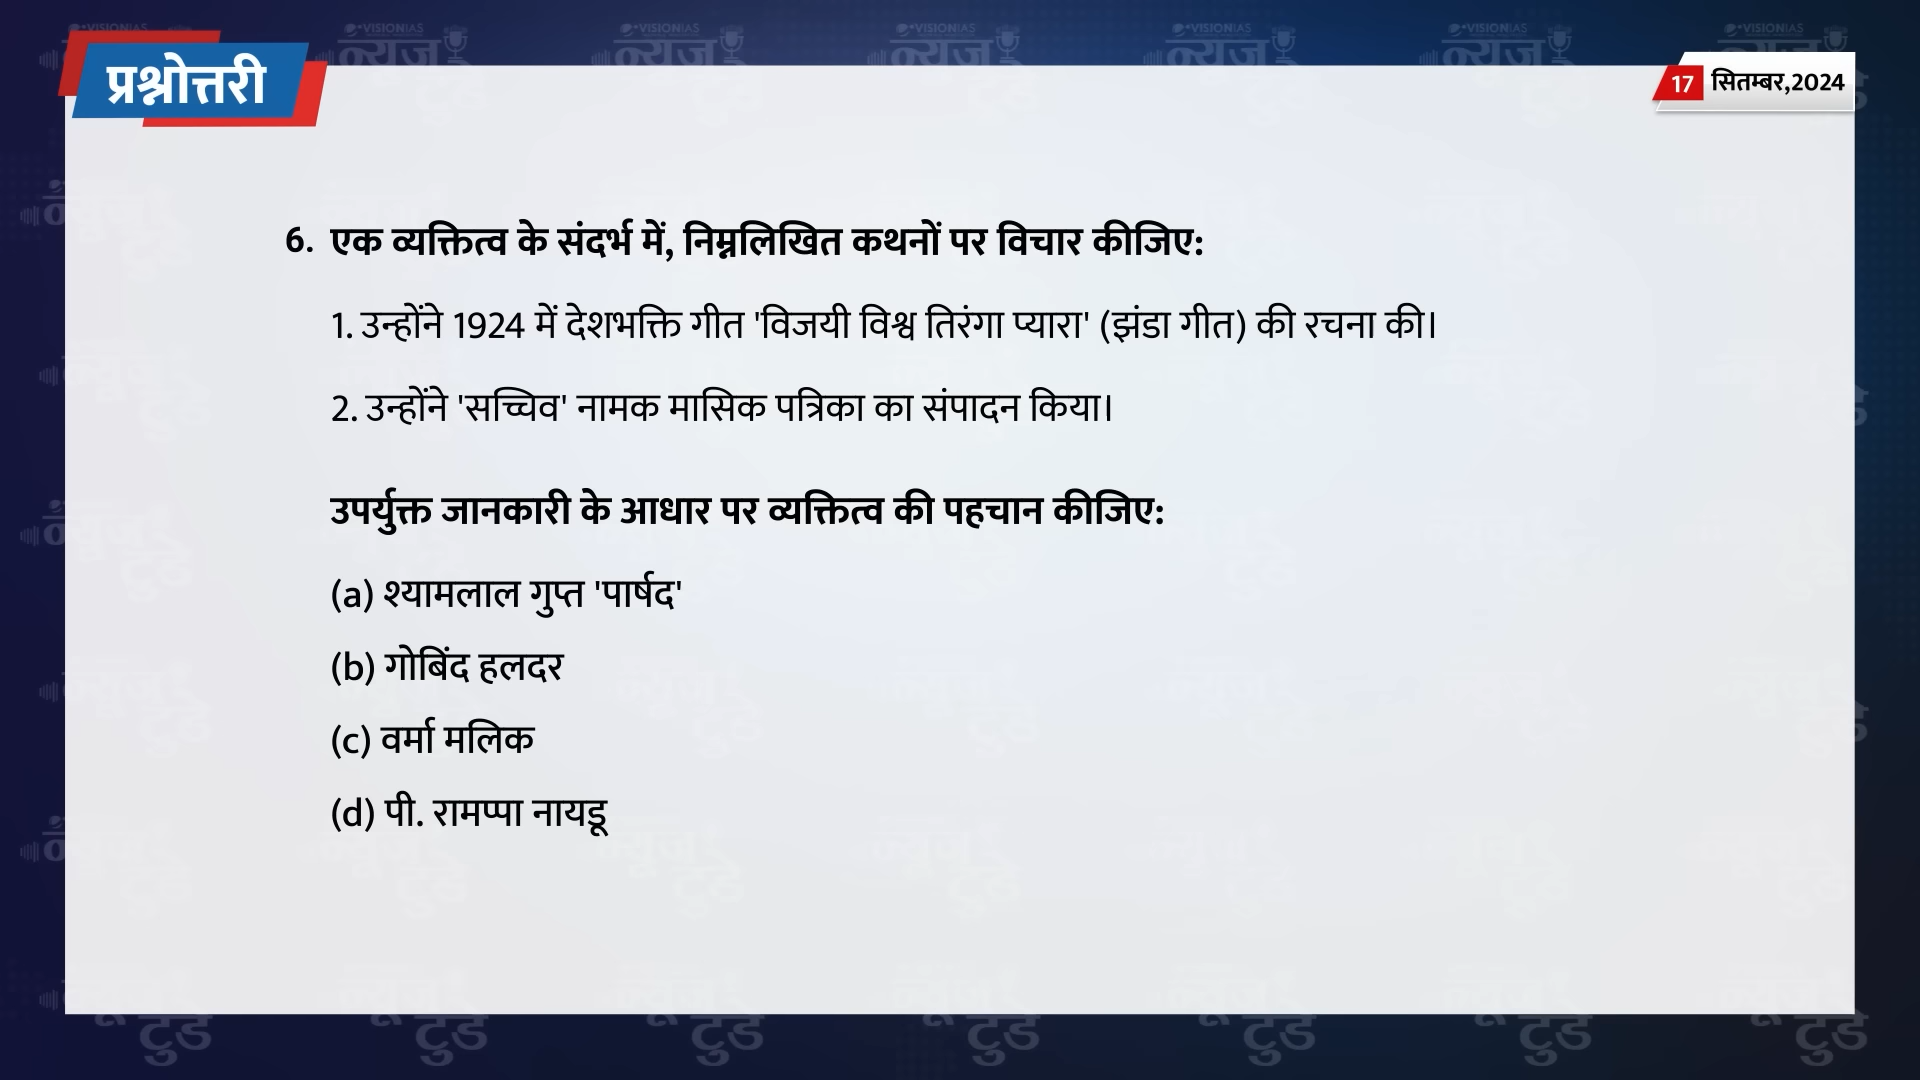 प्रश्नोत्तरी
17 सितम्बर,2024
6. एक व्यक्तित्व के संदर्भ में, निम्नलिखित कथनों पर विचार कीजिए:
1. उन्होंने 1924 में देशभक्ति गीत 'विजयी विश्व तिरंगा प्यारा' (झंडा गीत) की रचना की।
2. उन्होंने 'सच्चिव' नामक मासिक पत्रिका का संपादन किया।
उपर्युक्त जानकारी के आधार पर व्यक्तित्व की पहचान कीजिए:
(a) श्यामलाल गुप्त 'पार्षद'
(b) गोबिंद हलदर
(c) वर्मा मलिक
(d) पी. रामप्पा नायडू